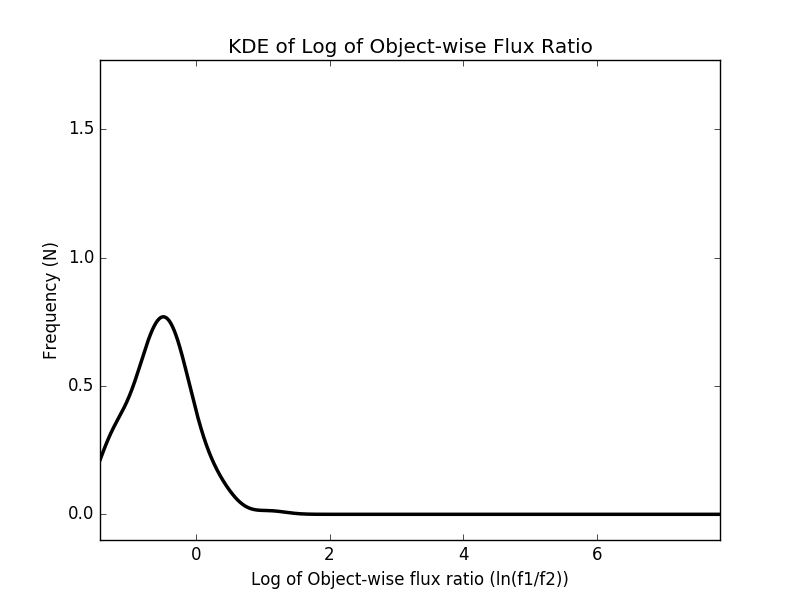 KDE of Log of Object-wise Flux Ratio
1.5
1.0
0.5
0.0
Frequency (N)
0 2 4 6
Log of Object-wise flux ratio (ln(f1/f2))